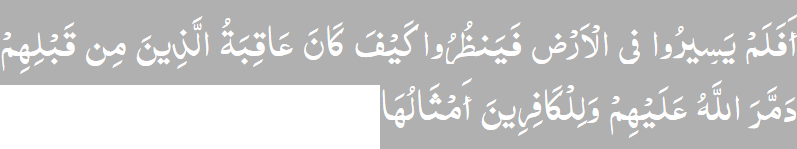 أَفَلَمْ يَسِيرُوا فِى الْاَرْضِ فَيَنظُرُوا كَيْفَ كَانَ عَاقِبَةُ الَّذِينَ مِن قَبْلِهِمْ
دَمَّرَ اللَّهُ عَلَيْهِمْ وَلِلْكَافِرِينَ أَمْثَالُهَا